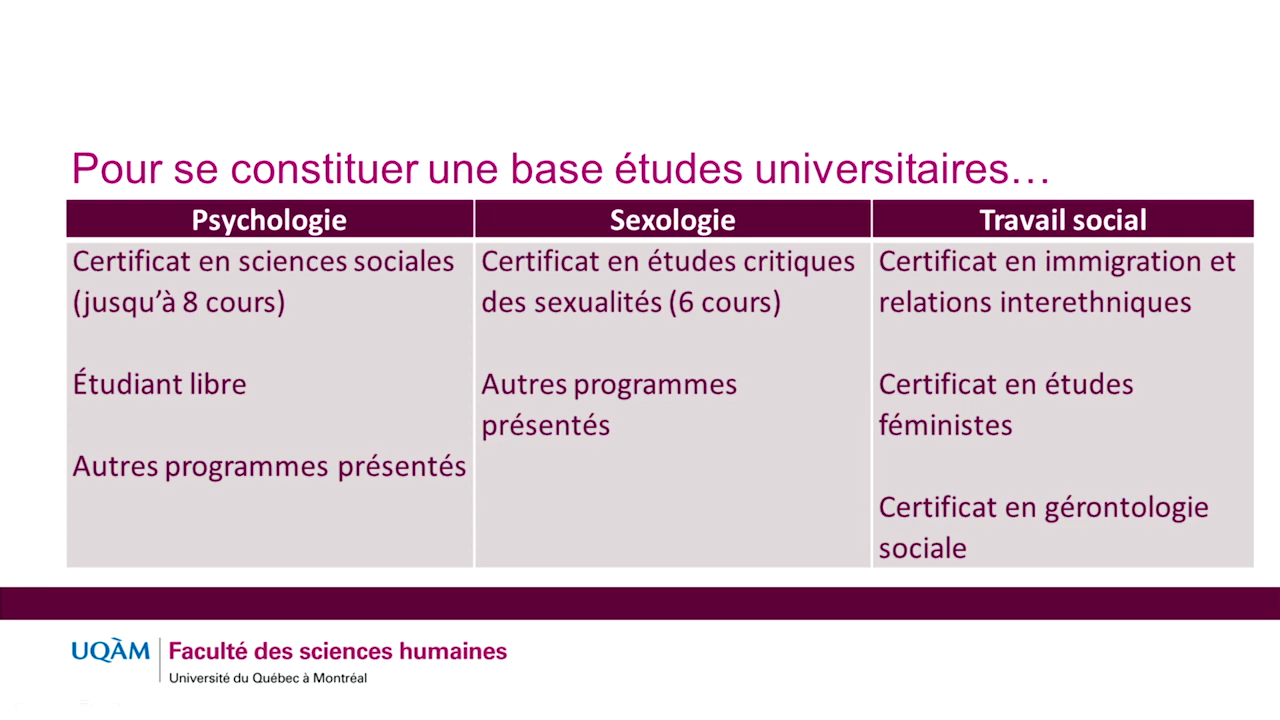 Pour se constituer une base études universitaires…
Psychologie
Certificat en sciences sociales
(jusqu’à 8 cours)
Étudiant libre
Autres programmes présentés
Sexologie
Certificat en études critiques
des sexualités (6 cours)
Autres programmes
présentés
Travail social
Certificat en immigration et
relations interethniques
Certificat en études
féministes
Certificat en gérontologie
sociale
UQÀM
Faculté des sciences humaines
Université du Québec à Montréal